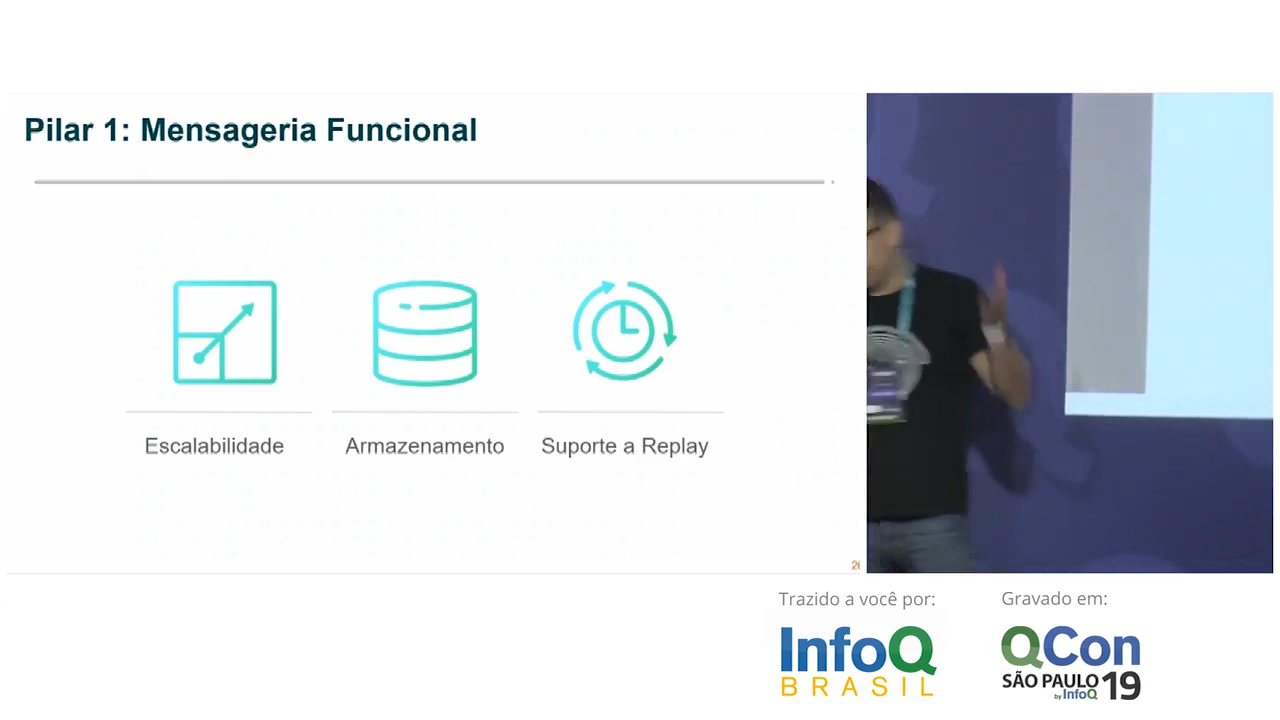 Pilar 1: Mensageria Funcional
Escalabilidade
Armazenamento
Suporte a Replay
26
Trazido a você por:
InfoQ
BRASIL
Gravado em:
QCon
SÃO PAULO 19
by InfoQ